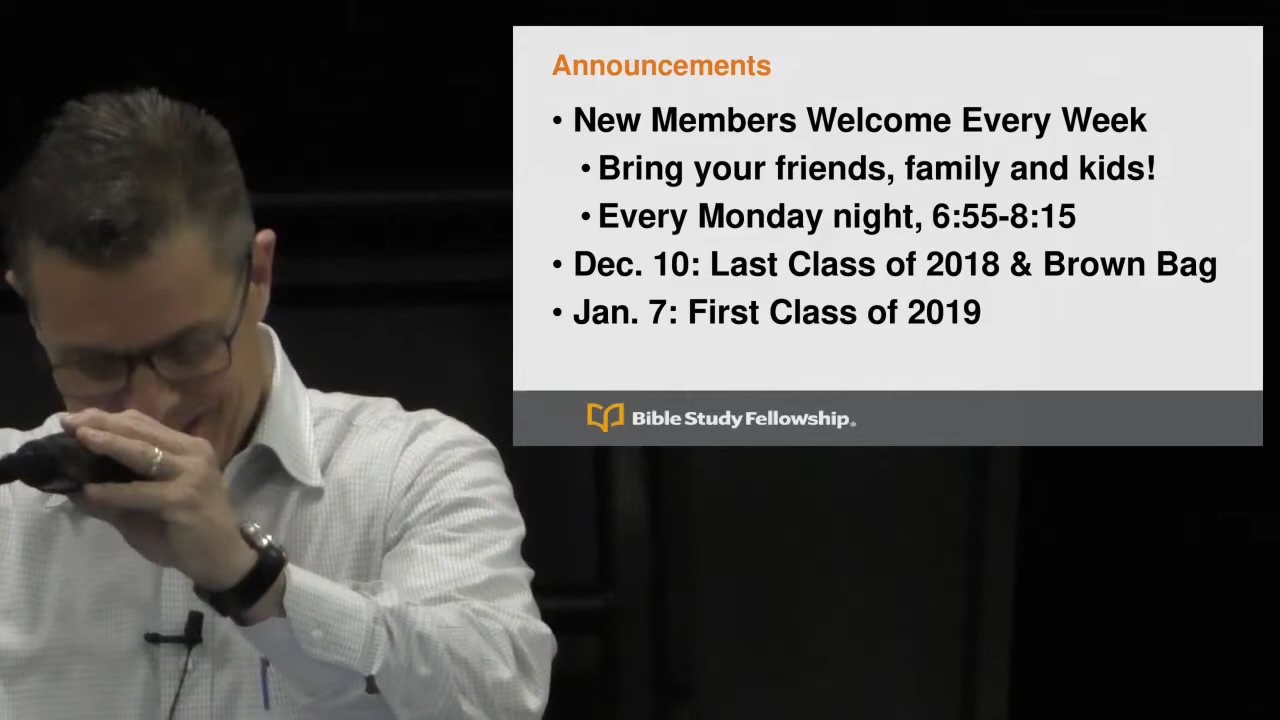 Announcements
• New Members Welcome Every Week
• Bring your friends, family and kids!
• Every Monday night, 6:55-8:15
• Dec. 10: Last Class of 2018 & Brown Bag
• Jan. 7: First Class of 2019
Bible Study Fellowship®